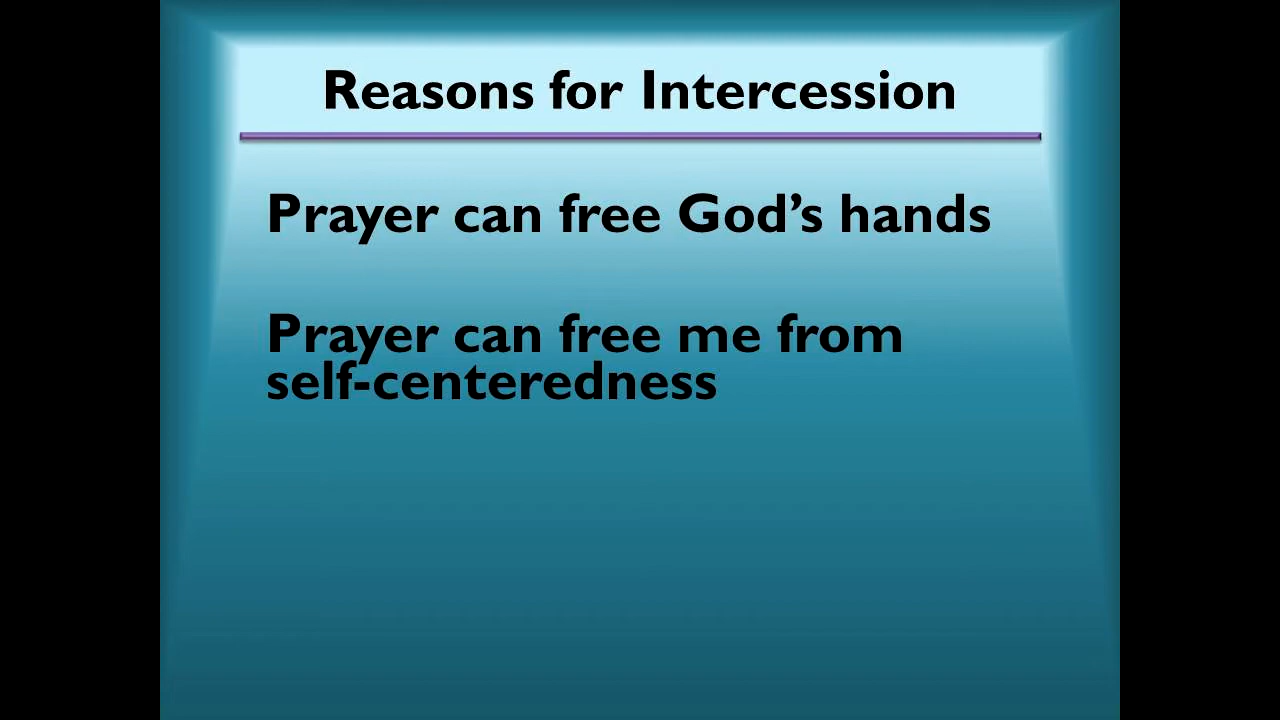 Reasons for Intercession
Prayer can free God’s hands
Prayer can free me from
self-centeredness